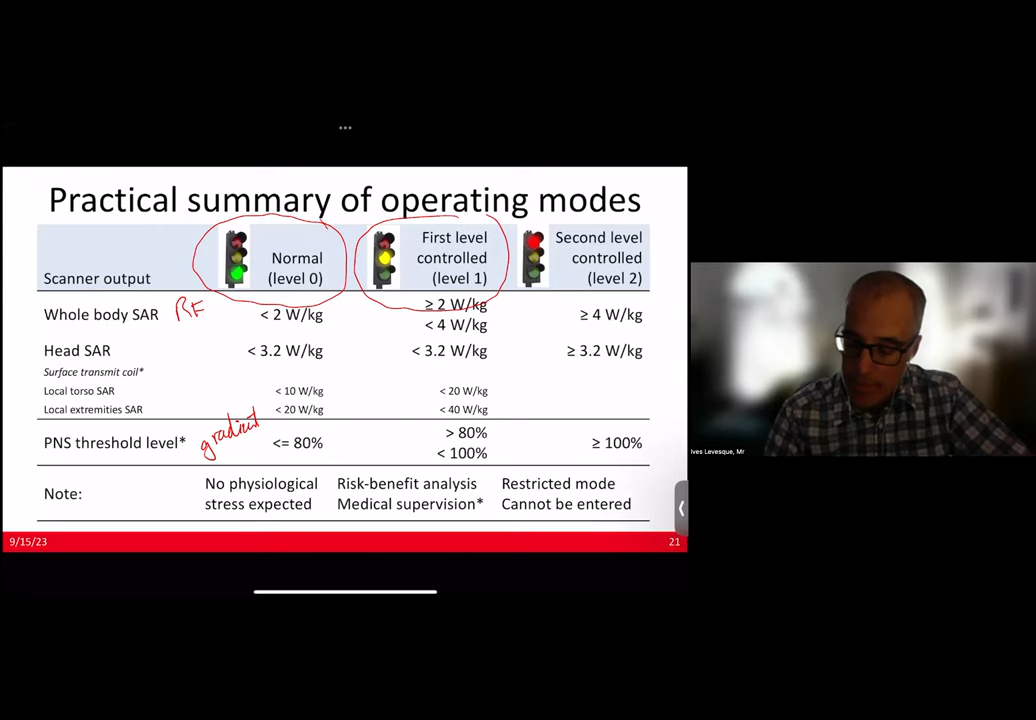 Practical summary of operating modes
Scanner output
Normal
(level 0)
First level
controlled
(level 1)
Second level
controlled
(level 2)
Whole body SAR
RF
< 2 W/kg
≥ 2 W/kg
< 4 W/kg
≥ 4 W/kg
Head SAR
< 3.2 W/kg
< 3.2 W/kg
≥ 3.2 W/kg
Surface transmit coil*
Local torso SAR
< 10 W/kg
< 20 W/kg
Local extremities SAR
< 20 W/kg
< 40 W/kg
PNS threshold level*
gradient
<= 80%
> 80%
< 100%
≥ 100%
Note:
No physiological
stress expected
Risk-benefit analysis
Medical supervision*
Restricted mode
Cannot be entered
9/15/23
21
Ives Levesque, Mr